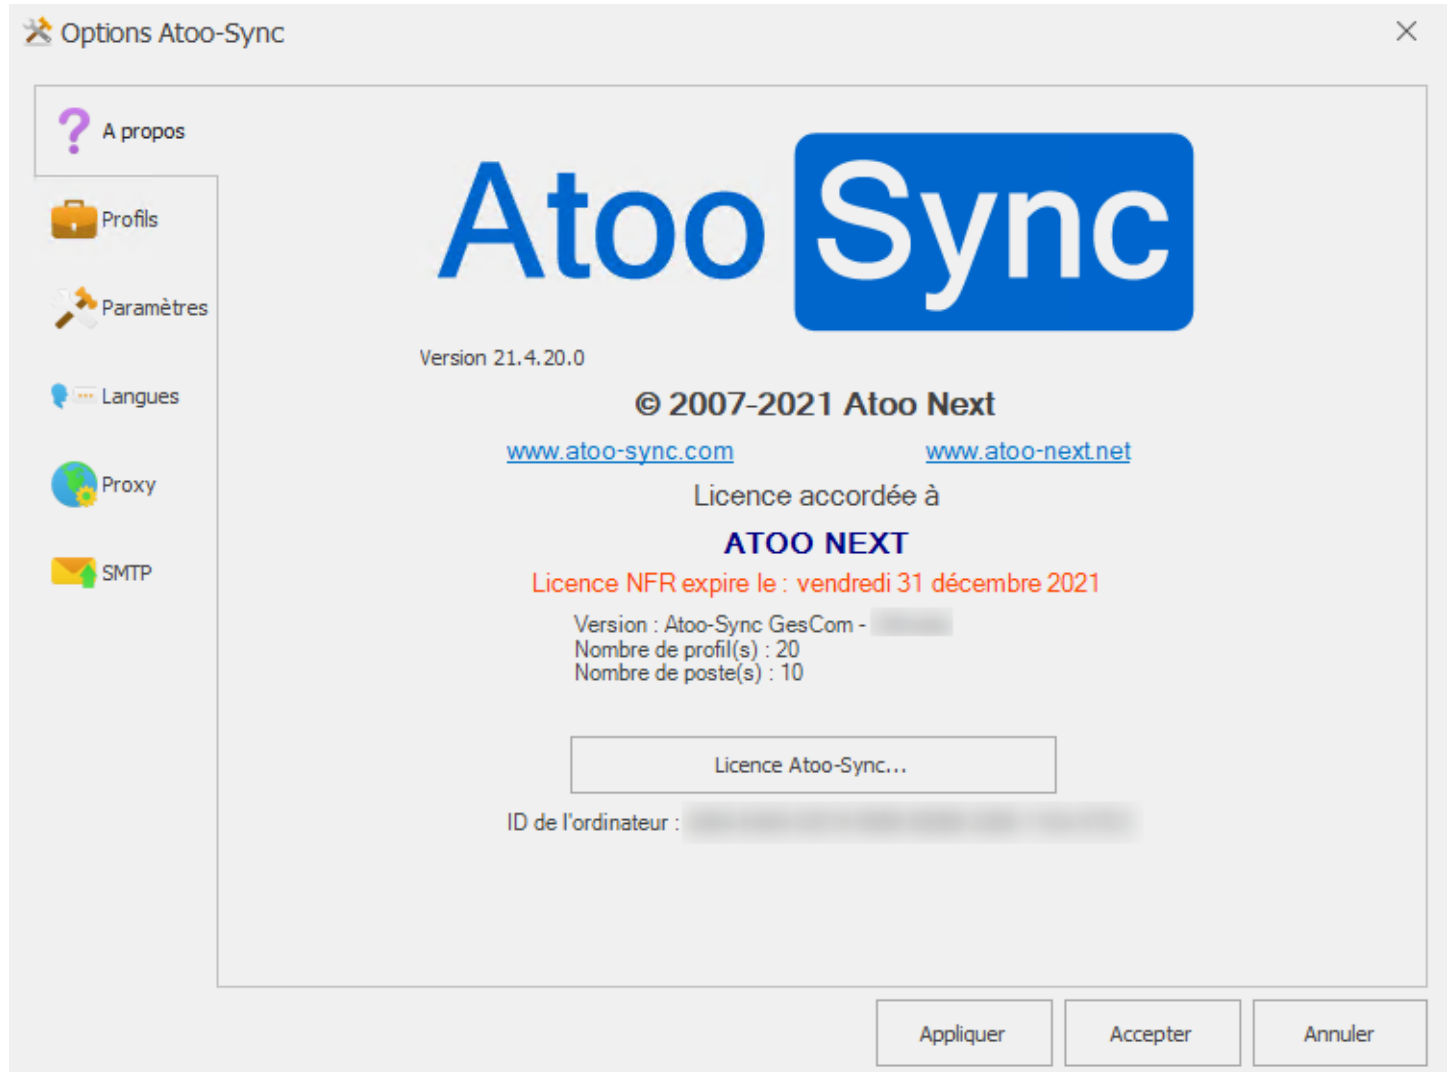 Options Atoo-Sync
A propos
Profils
Paramètres
Langues
Proxy
SMTP
Atoo Sync
Version 21.4.20.0
© 2007-2021 Atoo Next
www.atoo-sync.com www.atoo-next.net
Licence accordée à
ATOO NEXT
Licence NFR expire le : vendredi 31 décembre 2021
Version : Atoo-Sync GesCom -
Nombre de profil(s) : 20
Nombre de poste(s) : 10
Licence Atoo-Sync...
ID de l'ordinateur :
Appliquer Accepter Annuler